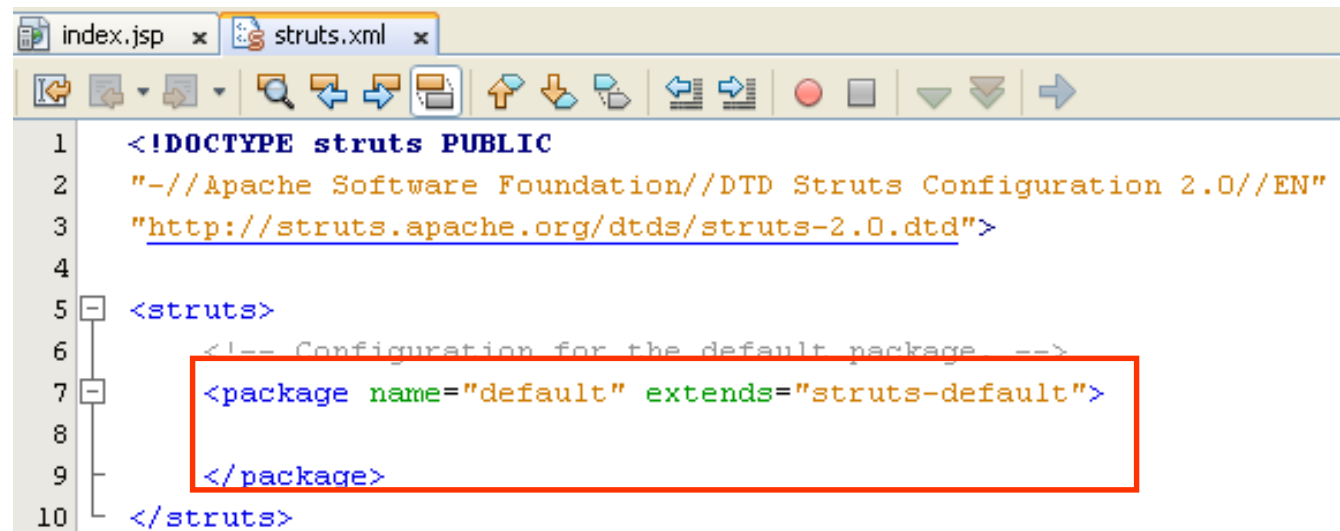 index.jsp x struts.xml x
1 <!DOCTYPE struts PUBLIC
2 "-//Apache Software Foundation//DTD Struts Configuration 2.0//EN"
3 "http://struts.apache.org/dtds/struts-2.0.dtd">
4
5 <struts>
6 <!-- Configuration for the default package. -->
7 <package name="default" extends="struts-default">
8
9 </package>
10 </struts>